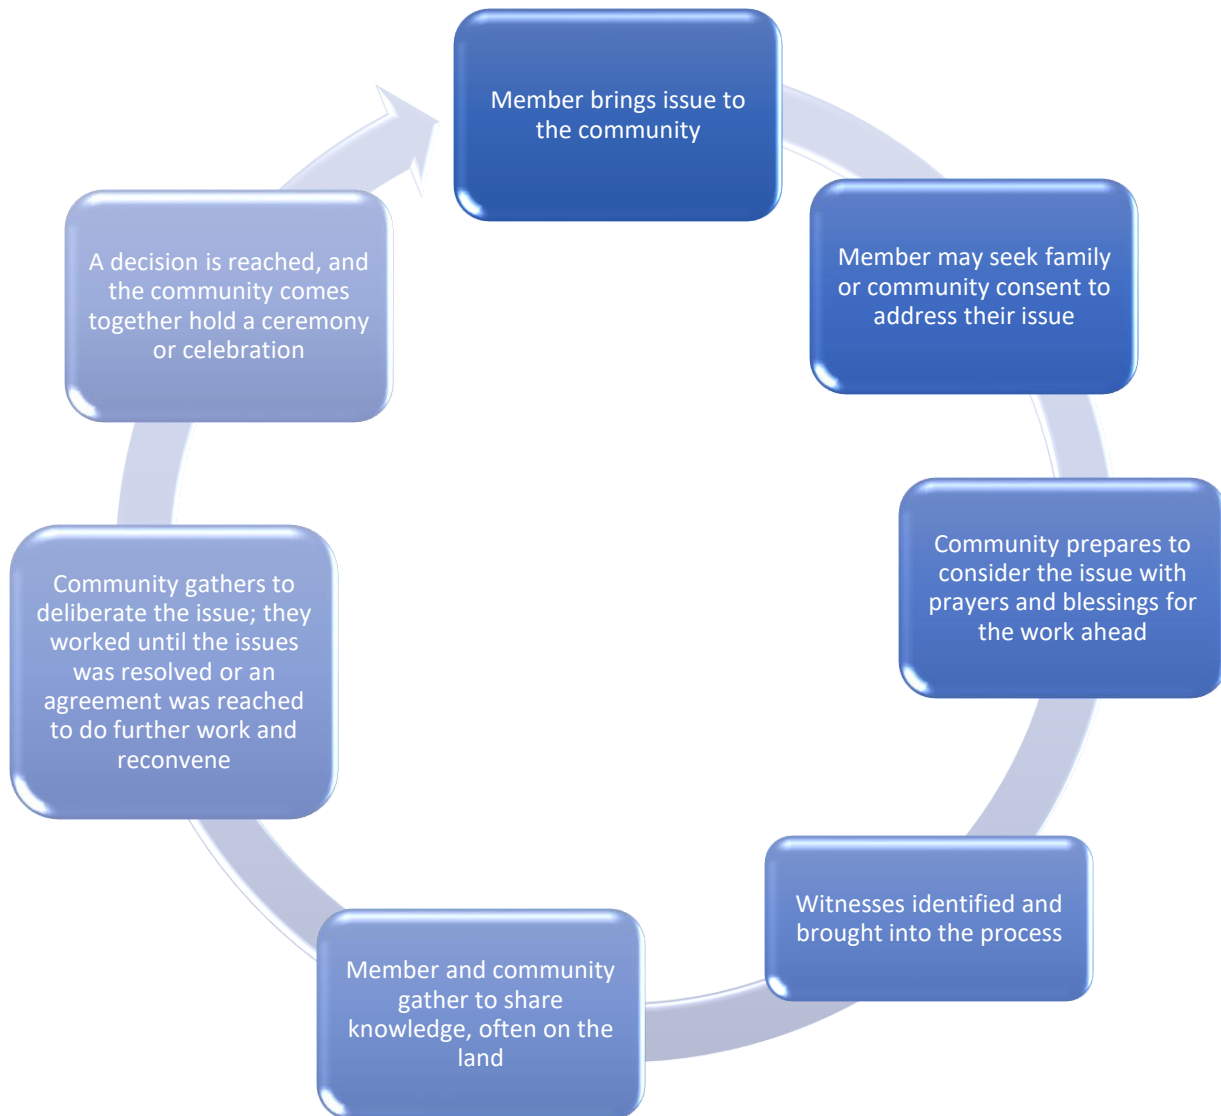 Member brings issue to
the community
Member may seek family
or community consent to
address their issue
Community prepares to
consider the issue with
prayers and blessings for
the work ahead
Witnesses identified and
brought into the process
Member and community
gather to share
knowledge, often on the
land
Community gathers to
deliberate the issue; they
worked until the issues
was resolved or an
agreement was reached
to do further work and
reconvene
A decision is reached, and
the community comes
together hold a ceremony
or celebration